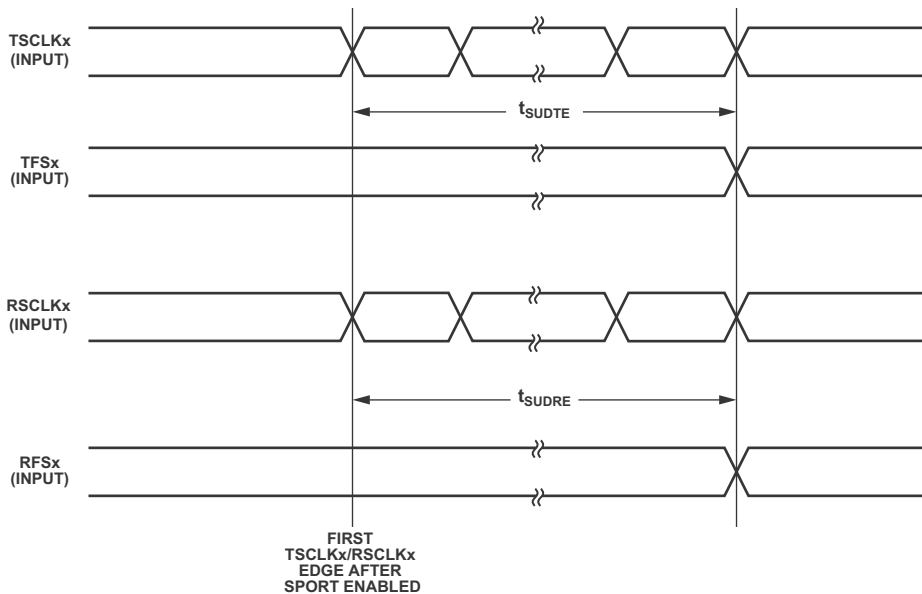 TSCLKx
(INPUT)
tSUDTE
TFSx
(INPUT)
RSCLKx
(INPUT)
tSUDRE
RFSx
(INPUT)
FIRST
TSCLKx/RSCLKx
EDGE AFTER
SPORT ENABLED